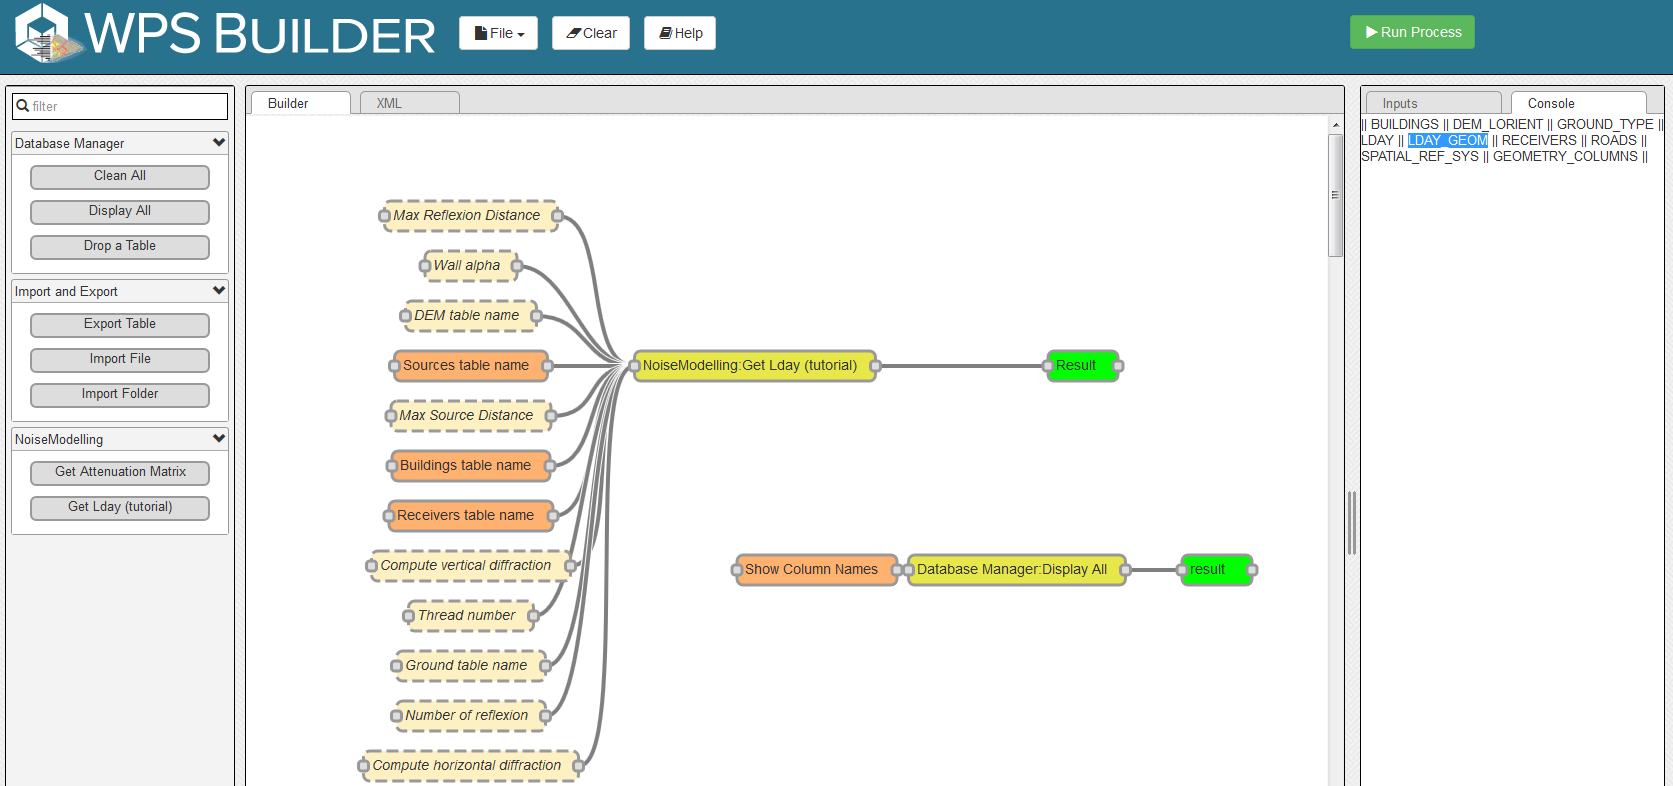 WPS BUILDER
File
Clear
Help
Run Process
filter
Database Manager
Clean All
Display All
Drop a Table
Import and Export
Export Table
Import File
Import Folder
NoiseModelling
Get Attenuation Matrix
Get Lday (tutorial)
Builder
XML
Max Reflexion Distance
Wall alpha
DEM table name
Sources table name
Max Source Distance
Buildings table name
Receivers table name
Compute vertical diffraction
Thread number
Ground table name
Number of reflexion
Compute horizontal diffraction
NoiseModelling:Get Lday (tutorial)
Result
Show Column Names
Database Manager:Display All
result
Inputs
Console
|| BUILDINGS || DEM_LORIENT || GROUND_TYPE ||
LDAY || LDAY_GEOM || RECEIVERS || ROADS ||
SPATIAL_REF_SYS || GEOMETRY_COLUMNS ||